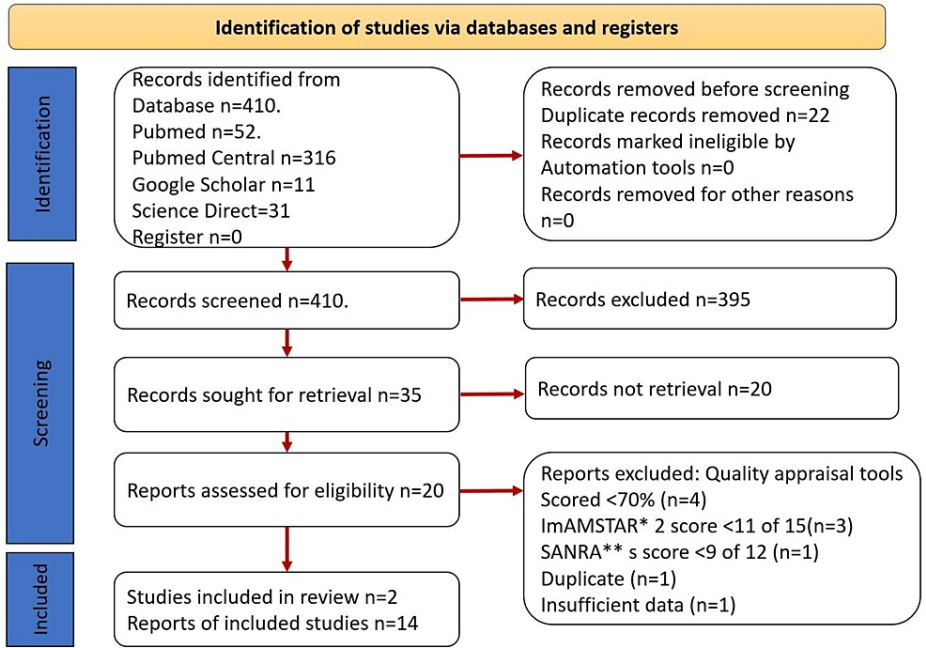 Identification of studies via databases and registers
Identification
Records identified from
Database n=410.
Pubmed n=52.
Pubmed Central n=316
Google Scholar n=11
Science Direct=31
Register n=0
Records removed before screening
Duplicate records removed n=22
Records marked ineligible by
Automation tools n=0
Records removed for other reasons
n=0
Screening
Records screened n=410.
Records excluded n=395
Records sought for retrieval n=35
Records not retrieval n=20
Reports assessed for eligibility n=20
Reports excluded: Quality appraisal tools
Scored <70% (n=4)
ImAMSTAR* 2 score <11 of 15(n=3)
SANRA** s score <9 of 12 (n=1)
Duplicate (n=1)
Insufficient data (n=1)
Included
Studies included in review n=2
Reports of included studies n=14